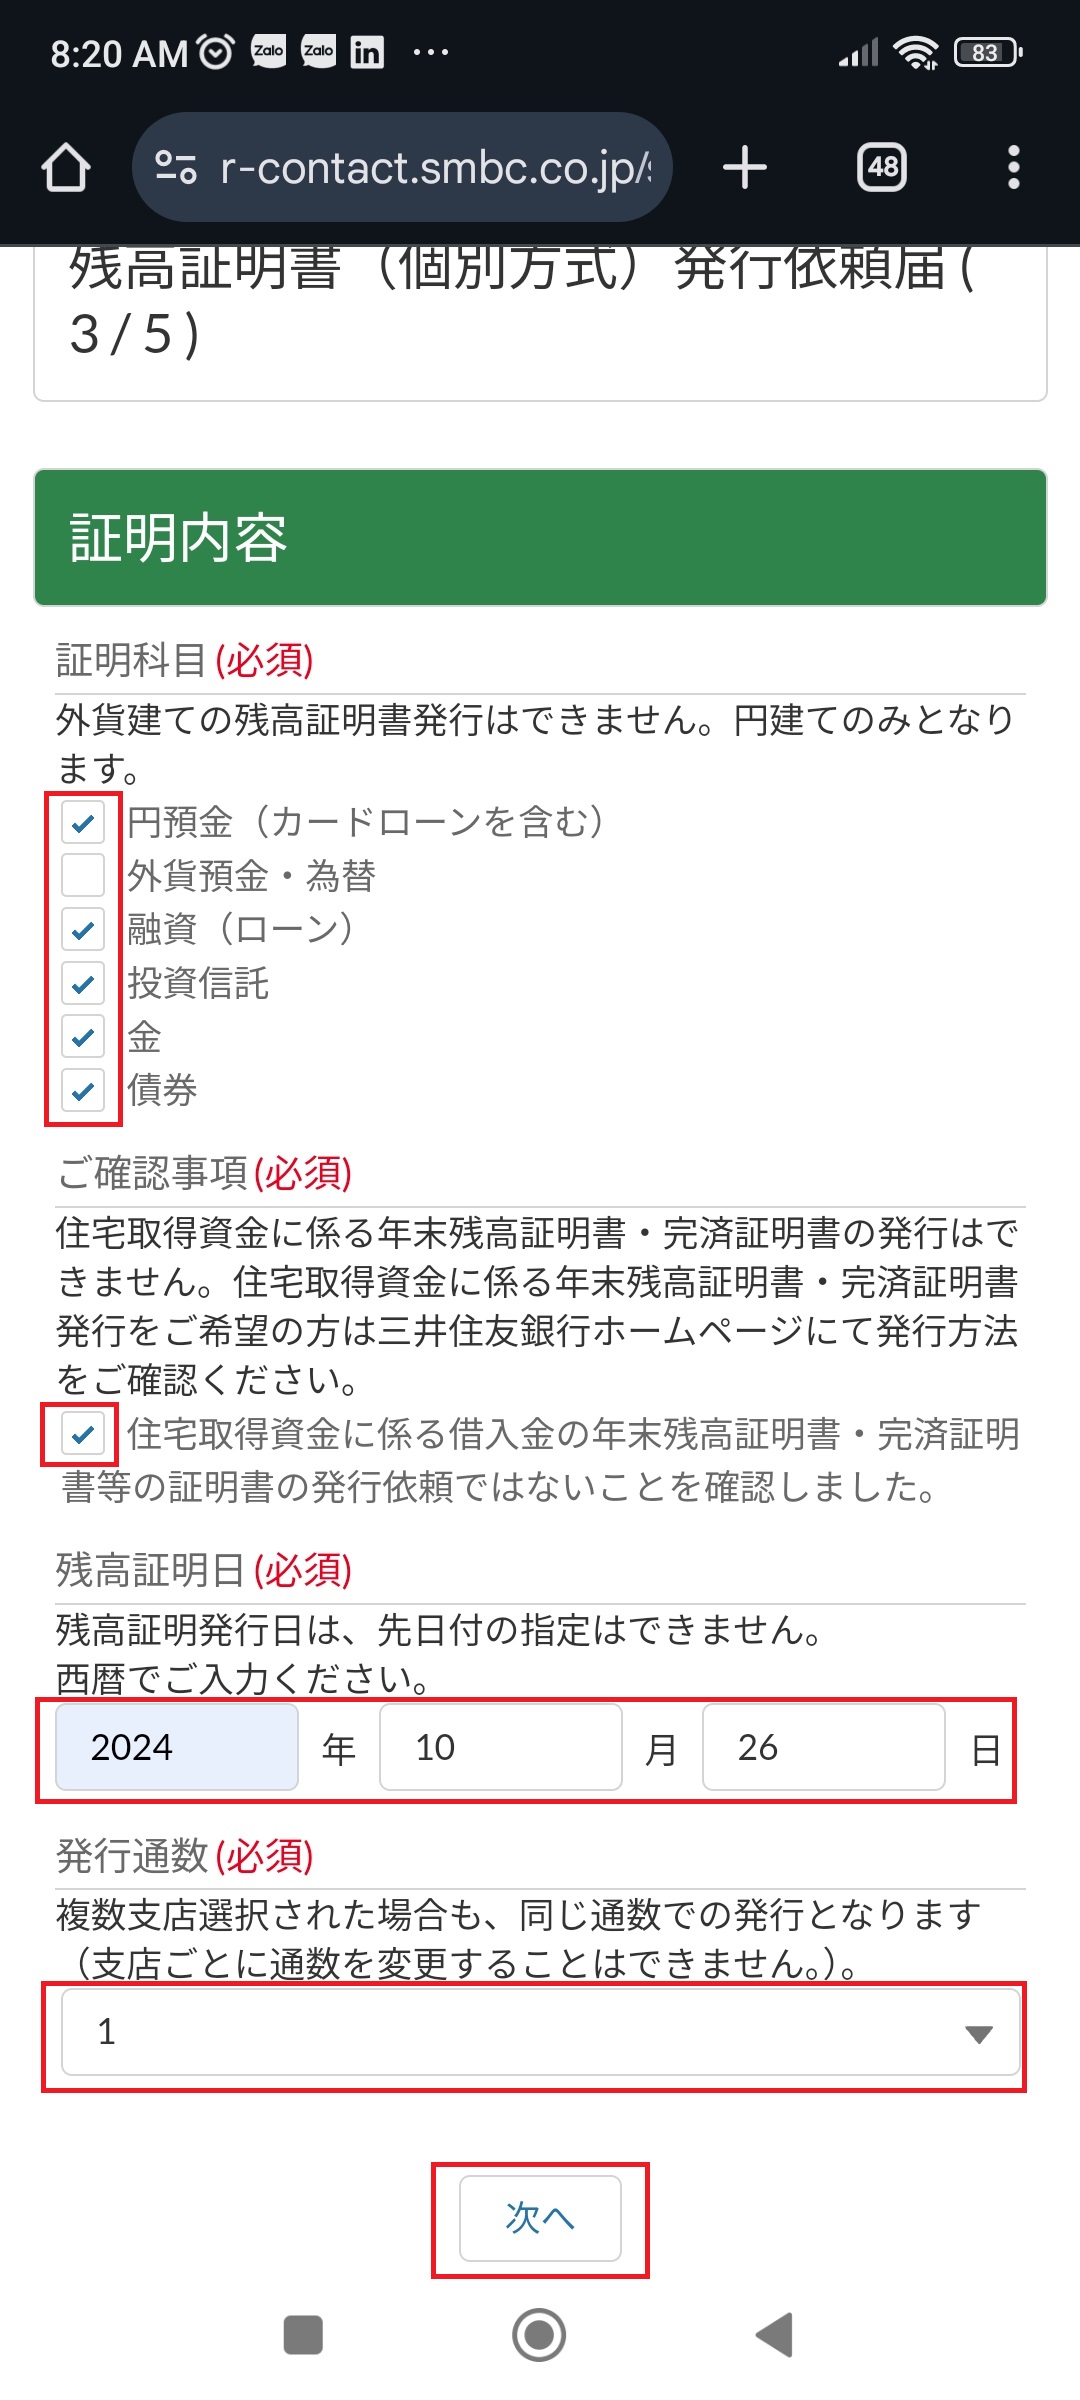 8:20 AM Zalo Zalo in ... 83
r-contact.smbc.co.jp/ 48
残高証明書（個別方式）発行依頼届 (
3 / 5 )
証明内容
証明科目(必須)
外貨建ての残高証明書発行はできません。円建てのみとなり
ます。
円預金（カードローンを含む）
外貨預金・為替
融資（ローン）
投資信託
金
債券
ご確認事項(必須)
住宅取得資金に係る年末残高証明書・完済証明書の発行はで
きません。住宅取得資金に係る年末残高証明書・完済証明書
発行をご希望の方は三井住友銀行ホームページにて発行方法
をご確認ください。
住宅取得資金に係る借入金の年末残高証明書・完済証明
書等の証明書の発行依頼ではないことを確認しました。
残高証明日(必須)
残高証明発行日は、先日付の指定はできません。
西暦でご入力ください。
2024 年 10 月 26 日
発行通数(必須)
複数支店選択された場合も、同じ通数での発行となります
（支店ごとに通数を変更することはできません。）。
1
次へ